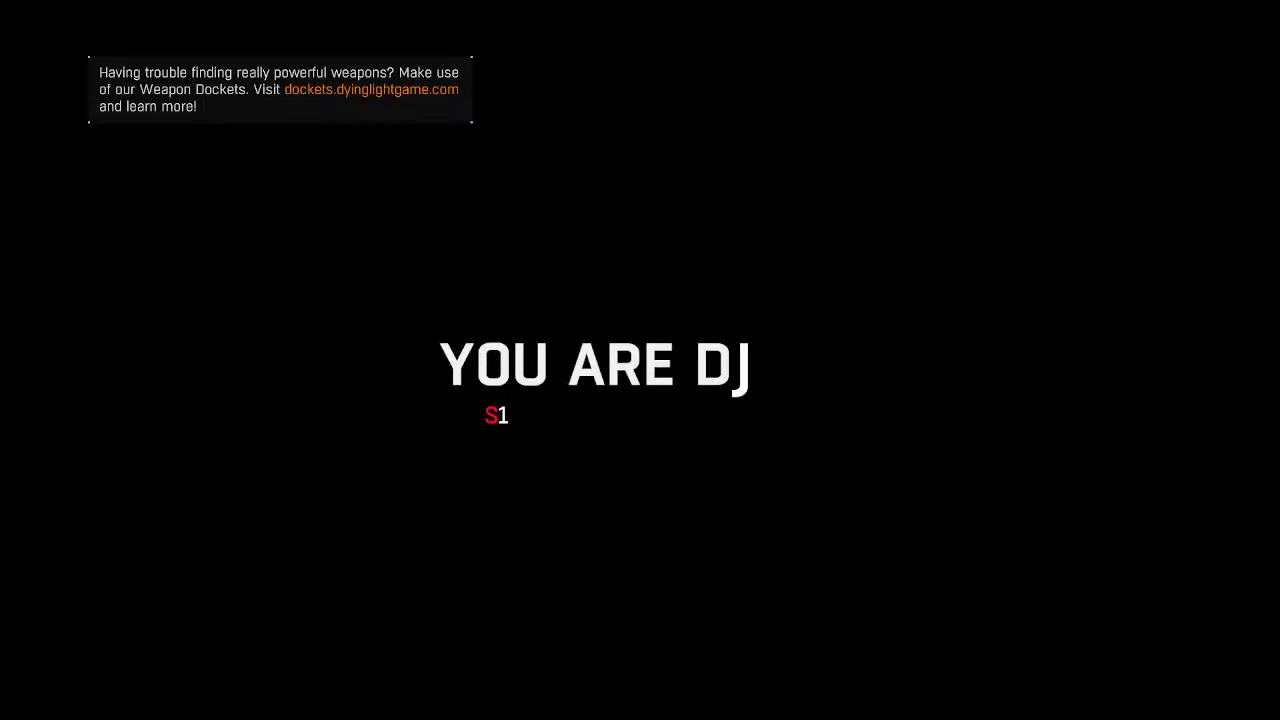 Having trouble finding really powerful weapons? Make use
of our Weapon Dockets. Visit dockets.dyinglightgame.com
and learn more!
YOU ARE DJ
S1